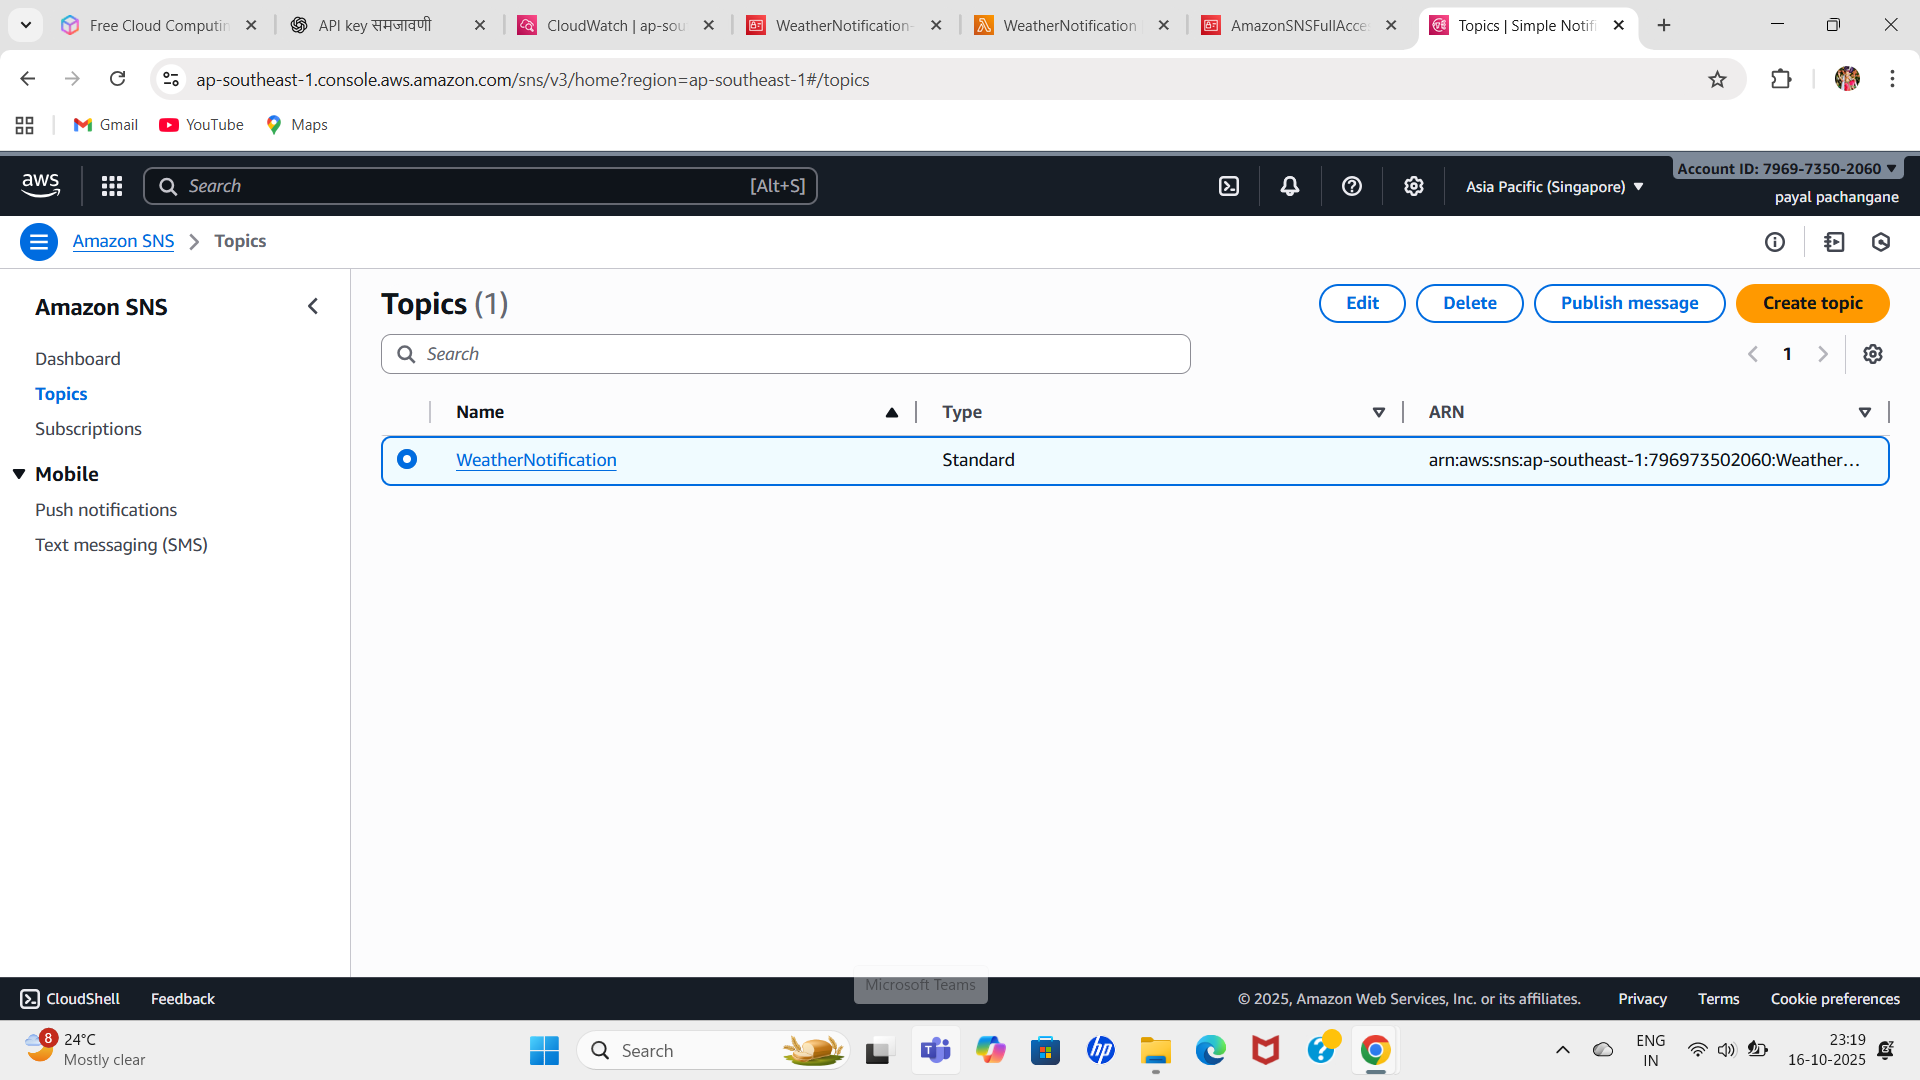 Free Cloud Computin
API key समजावणी
CloudWatch | ap-sou
WeatherNotification-
WeatherNotification
AmazonSNSFullAcce
Topics | Simple Notifi
ap-southeast-1.console.aws.amazon.com/sns/v3/home?region=ap-southeast-1#/topics
Gmail
YouTube
Maps
aws
Search
[Alt+S]
Asia Pacific (Singapore)
Account ID: 7969-7350-2060
payal pachangane
Amazon SNS
Topics
Amazon SNS
Dashboard
Topics
Subscriptions
Mobile
Push notifications
Text messaging (SMS)
Topics (1)
Edit
Delete
Publish message
Create topic
Search
1
Name
Type
ARN
WeatherNotification
Standard
arn:aws:sns:ap-southeast-1:796973502060:Weather…
CloudShell
Feedback
Microsoft Teams
© 2025, Amazon Web Services, Inc. or its affiliates.
Privacy
Terms
Cookie preferences
8
24°C
Mostly clear
Search
hp
ENG
IN
23:19
16-10-2025